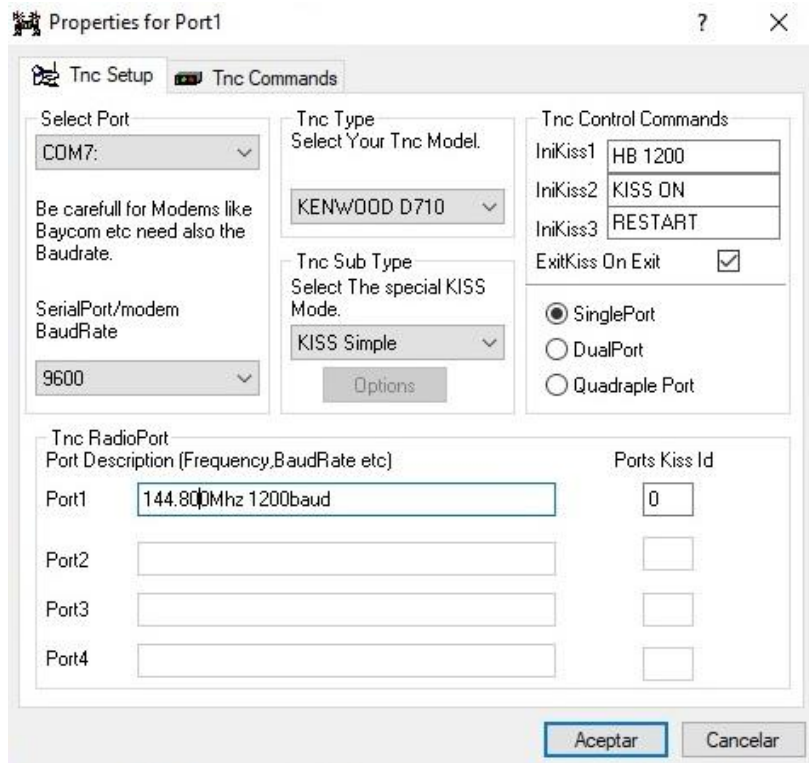 Properties for Port1
?
Tnc Setup
Tnc Commands
Select Port
COM7:
Be carefull for Modems like
Baycom etc need also the
Baudrate.
SerialPort/modem
BaudRate
9600
Tnc Type
Select Your Tnc Model.
KENWOOD D710
Tnc Sub Type
Select The special KISS
Mode.
KISS Simple
Options
Tnc Control Commands
IniKiss1 HB 1200
IniKiss2 KISS ON
IniKiss3 RESTART
ExitKiss On Exit
SinglePort
DualPort
Quadraple Port
Tnc RadioPort
Port Description (Frequency,BaudRate etc) Ports Kiss Id
Port1 144.800Mhz 1200baud 0
Port2
Port3
Port4
Aceptar Cancelar